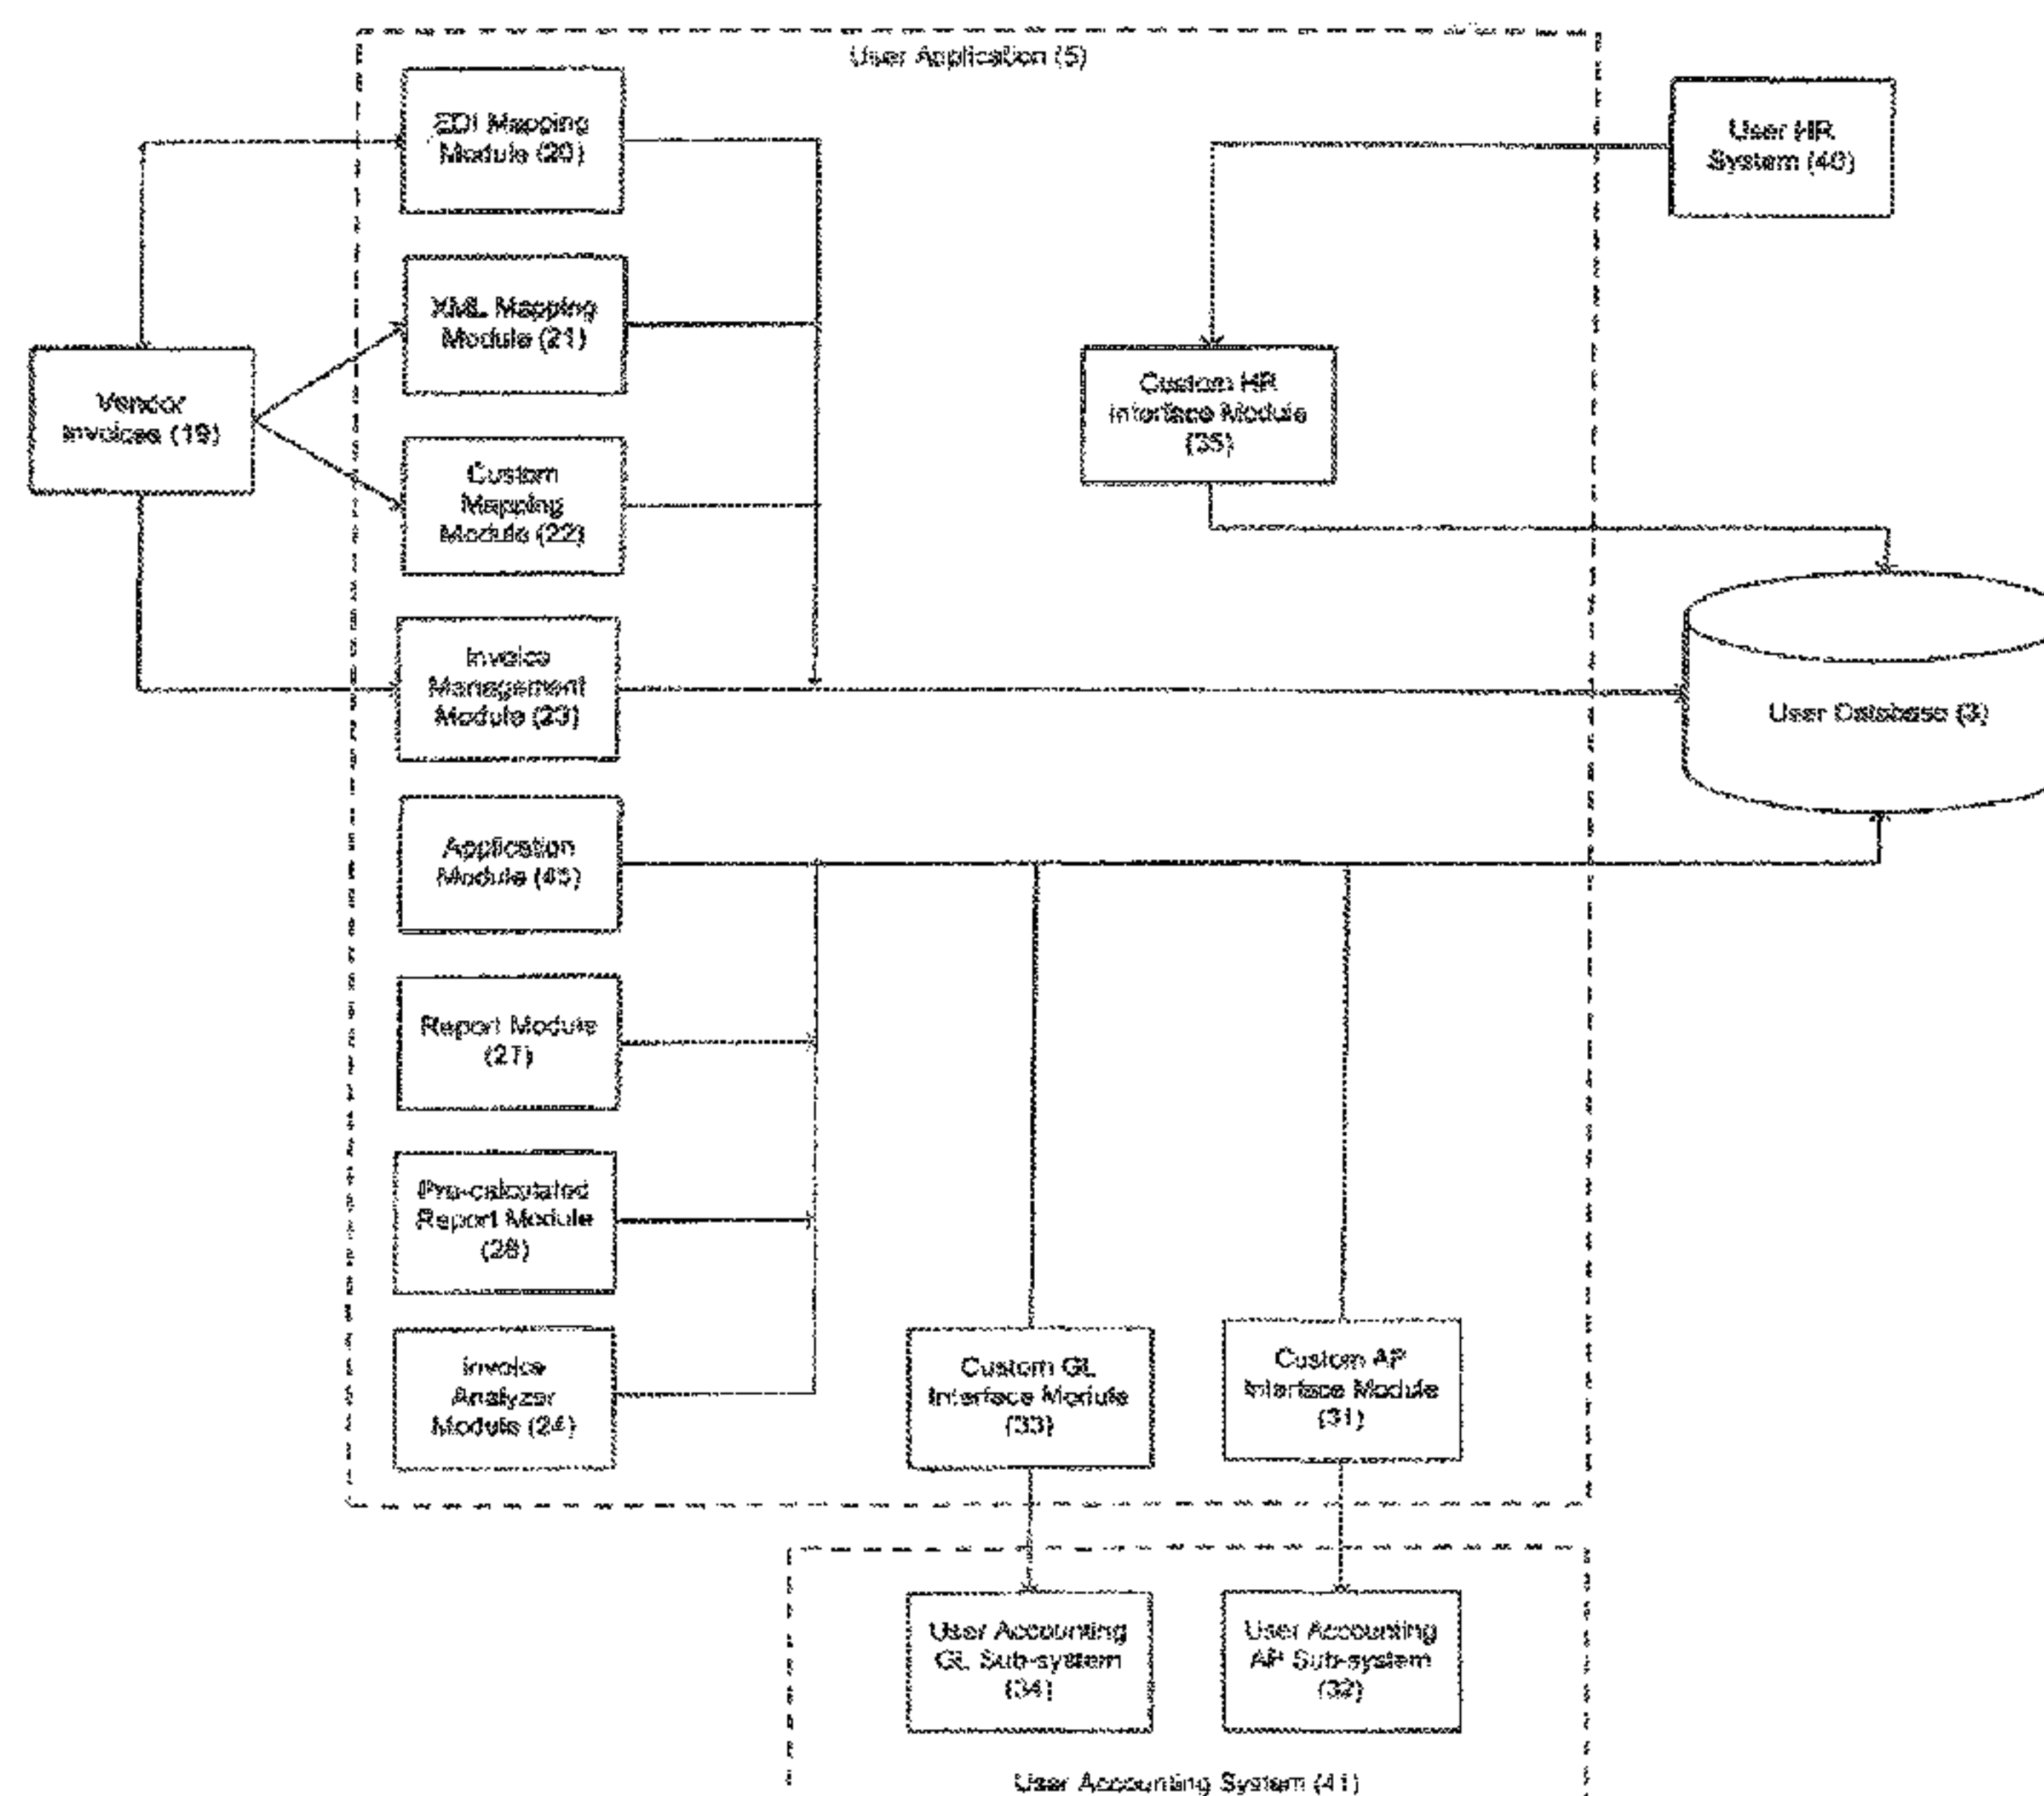 User Application (5)
EDI Mapping
Module (20)
User HR
System (40)
XML Mapping
Module (21)
Vendor
Invoices (19)
Custom HR
Interface Module
(35)
Custom
Mapping
Module (22)
Invoice
Management
Module (23)
User Database (3)
Application
Module (45)
Report Module
(27)
Pre-calculated
Report Module
(28)
Invoice
Analyzer
Module (24)
Custom GL
Interface Module
(33)
Custom AP
Interface Module
(31)
User Accounting
GL Sub-system
(34)
User Accounting
AP Sub-system
(32)
User Accounting System (41)